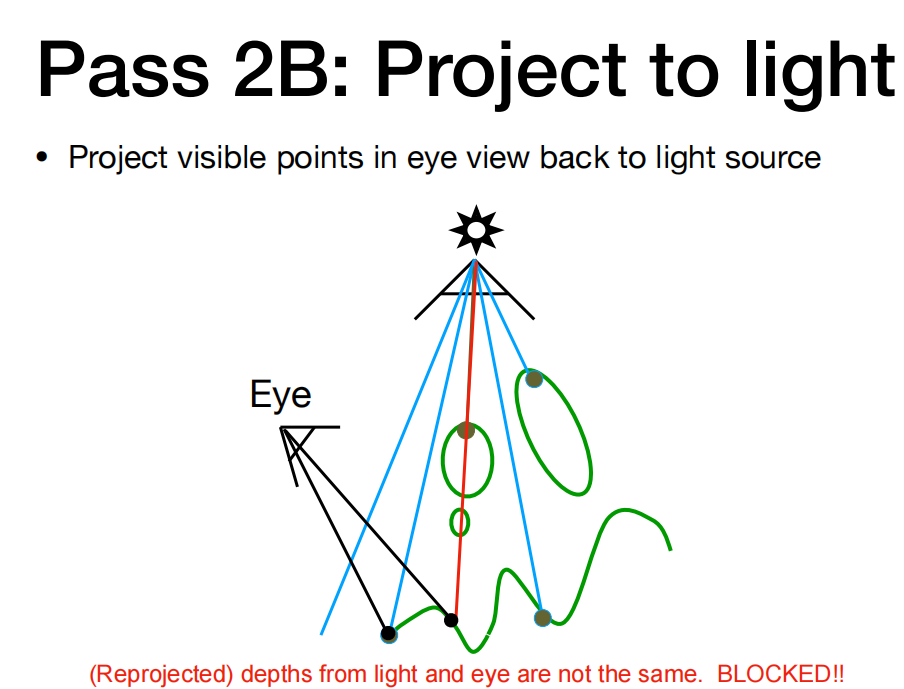 Pass 2B: Project to light
• Project visible points in eye view back to light source
Eye
(Reprojected) depths from light and eye are not the same.  BLOCKED!!